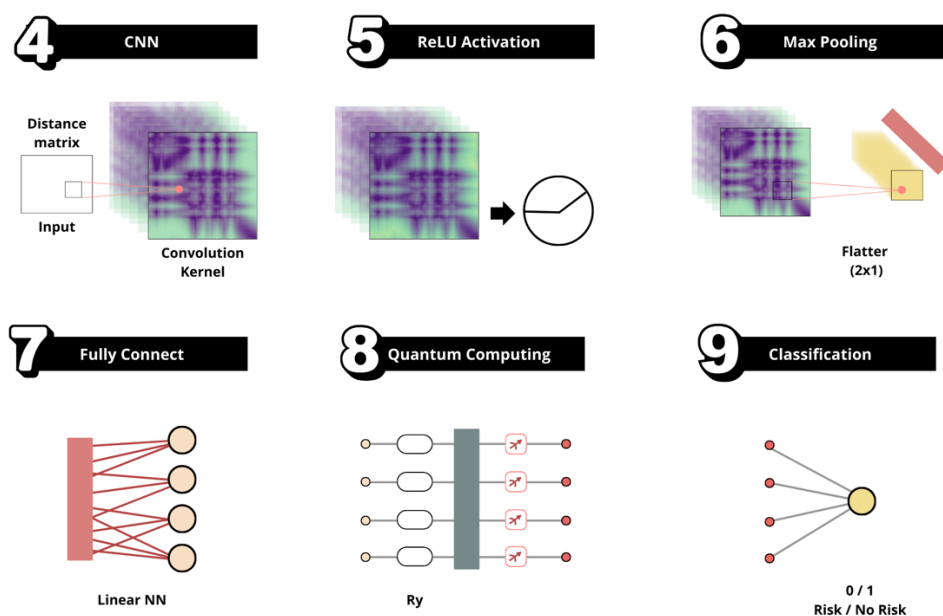 4
CNN
5
ReLU Activation
6
Max Pooling
Distance
matrix
Input
Convolution
Kernel
Flatter
(2x1)
7
Fully Connect
8
Quantum Computing
9
Classification
Linear NN
Ry
0 / 1
Risk / No Risk